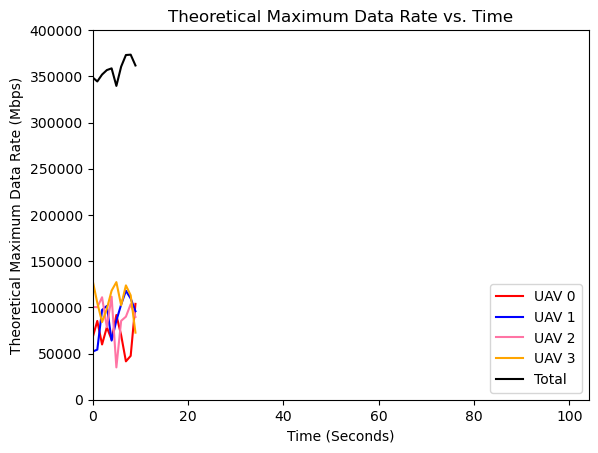 Theoretical Maximum Data Rate vs. Time
Theoretical Maximum Data Rate (Mbps)
400000
350000
300000
250000
200000
150000
100000
50000
0
0
20
40
60
80
100
Time (Seconds)
UAV 0
UAV 1
UAV 2
UAV 3
Total